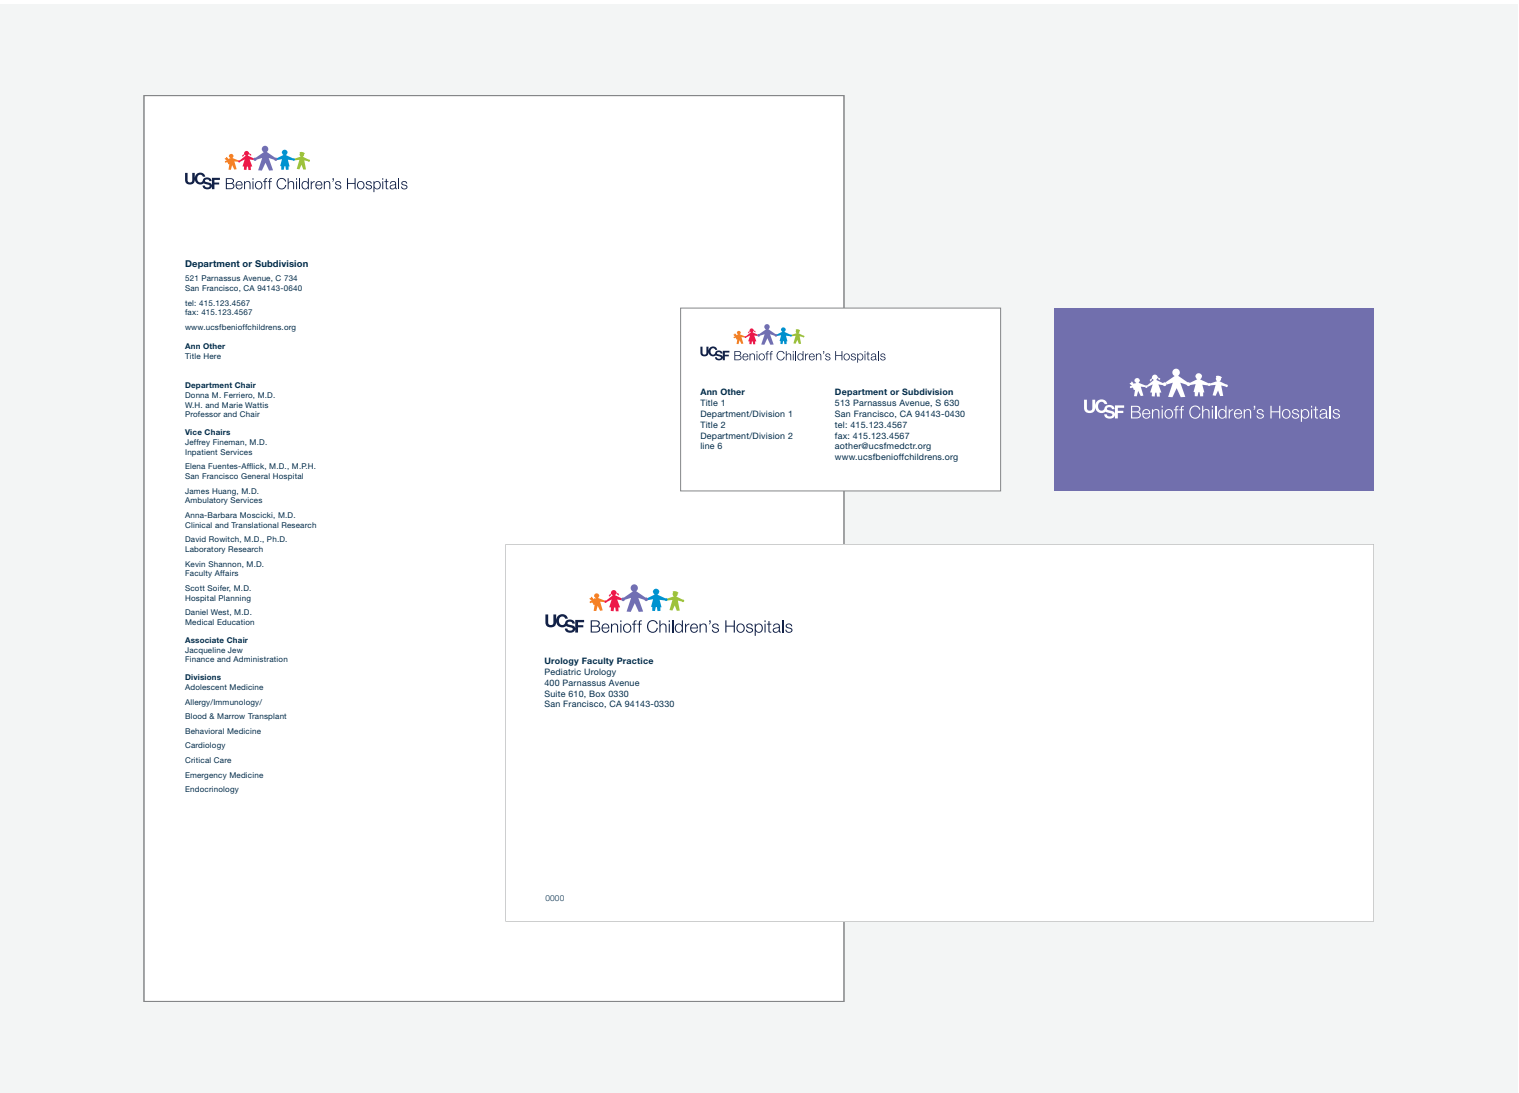 UCSF Benioff Children's Hospitals
Department or Subdivision
521 Parnassus Avenue, C 734
San Francisco, CA 94143-0640
tel: 415.123.4567
fax: 415.123.4567
www.ucsfbenioffchildrens.org
Ann Other
Title Here
Department Chair
Donna M. Ferriero, M.D.
W.H. and Marie Wattis
Professor and Chair
Vice Chairs
Jeffrey Fineman, M.D.
Inpatient Services
Elena Fuentes-Afflick, M.D., M.P.H.
San Francisco General Hospital
James Huang, M.D.
Ambulatory Services
Anna-Barbara Moscicki, M.D.
Clinical and Translational Research
David Rowitch, M.D., Ph.D.
Laboratory Research
Kevin Shannon, M.D.
Faculty Affairs
Scott Soifer, M.D.
Hospital Planning
Daniel West, M.D.
Medical Education
Associate Chair
Jacqueline Jew
Finance and Administration
Divisions
Adolescent Medicine
Allergy/Immunology/
Blood & Marrow Transplant
Behavioral Medicine
Cardiology
Critical Care
Emergency Medicine
Endocrinology
UCSF Benioff Children's Hospitals
Ann Other
Title 1
Department/Division 1
Title 2
Department/Division 2
line 6
Department or Subdivision
513 Parnassus Avenue, S 630
San Francisco, CA 94143-0430
tel: 415.123.4567
fax: 415.123.4567
aother@ucsfmedctr.org
www.ucsfbenioffchildrens.org
UCSF Benioff Children's Hospitals
UCSF Benioff Children's Hospitals
Urology Faculty Practice
Pediatric Urology
400 Parnassus Avenue
Suite 610, Box 0330
San Francisco, CA 94143-0330
0000